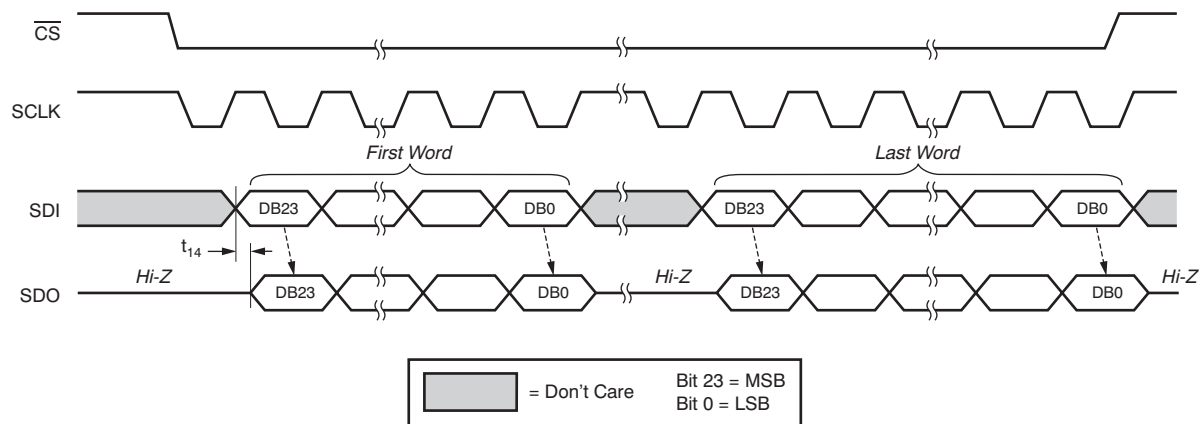 CS
SCLK
First Word
Last Word
SDI
DB23
DB0
DB23
DB0
t14
Hi-Z
Hi-Z
Hi-Z
SDO
DB23
DB0
DB23
DB0
= Don't Care
Bit 23 = MSB
Bit 0 = LSB